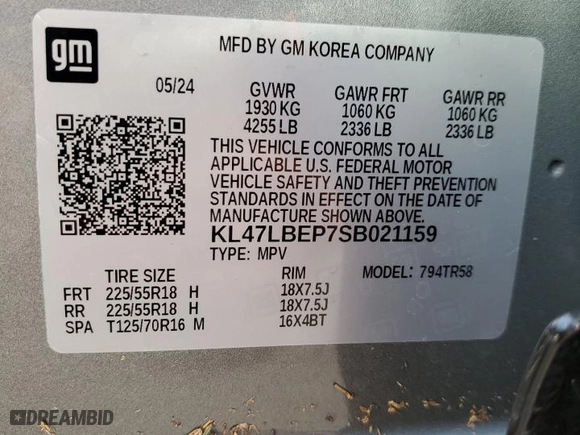 gm
MFD BY GM KOREA COMPANY
05/24 GVWR GAWR FRT GAWR RR
1930 KG 1060 KG 1060 KG
4255 LB 2336 LB 2336 LB
THIS VEHICLE CONFORMS TO ALL
APPLICABLE U.S. FEDERAL MOTOR
VEHICLE SAFETY AND THEFT PREVENTION
STANDARDS IN EFFECT ON THE DATE OF
MANUFACTURE SHOWN ABOVE.
KL47LBEP7SB021159
TYPE: MPV
TIRE SIZE RIM MODEL: 794TR58
FRT 225/55R18 H 18X7.5J
RR 225/55R18 H 18X7.5J
SPA T125/70R16 M 16X4BT
DREAMBID